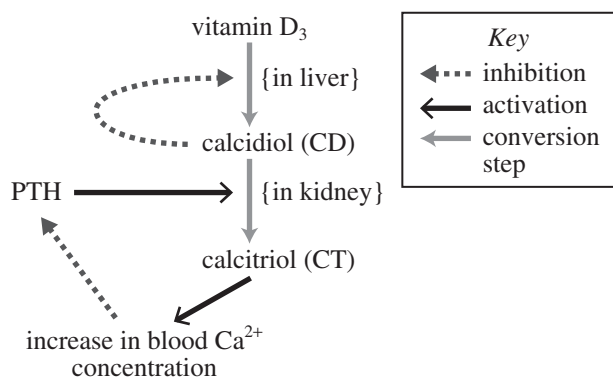 vitamin D₃
{in liver}
calcidiol (CD)
PTH
{in kidney}
calcitriol (CT)
increase in blood Ca²⁺
concentration
Key
inhibition
activation
conversion
step